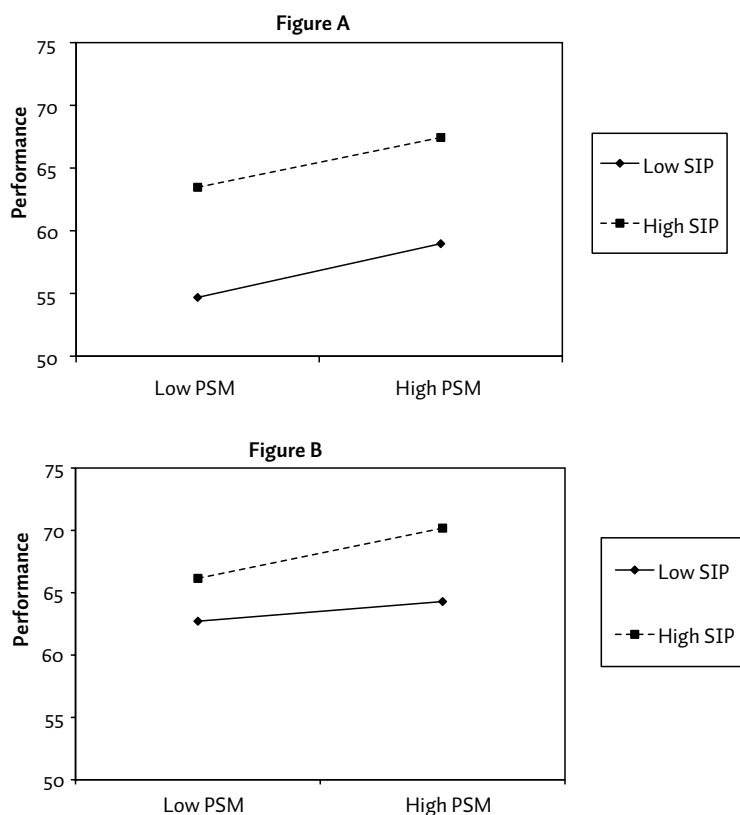 Figure A
75
70
65
60
55
50
Performance
Low PSM
High PSM
Low SIP
High SIP
Figure B
75
70
65
60
55
50
Performance
Low PSM
High PSM
Low SIP
High SIP